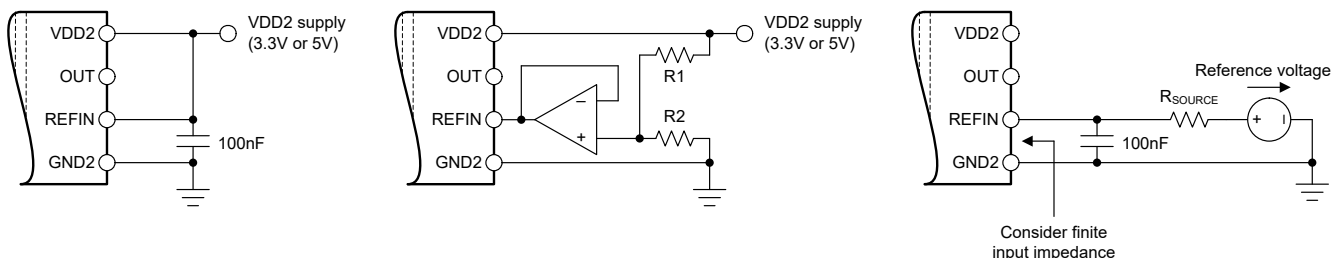 VDD2
OUT
REFIN
GND2
VDD2 supply
(3.3V or 5V)
100nF
VDD2
OUT
REFIN
GND2
VDD2 supply
(3.3V or 5V)
R1
R2
−
+
VDD2
OUT
REFIN
GND2
Reference voltage
RSOURCE
+
−
100nF
Consider finite
input impedance